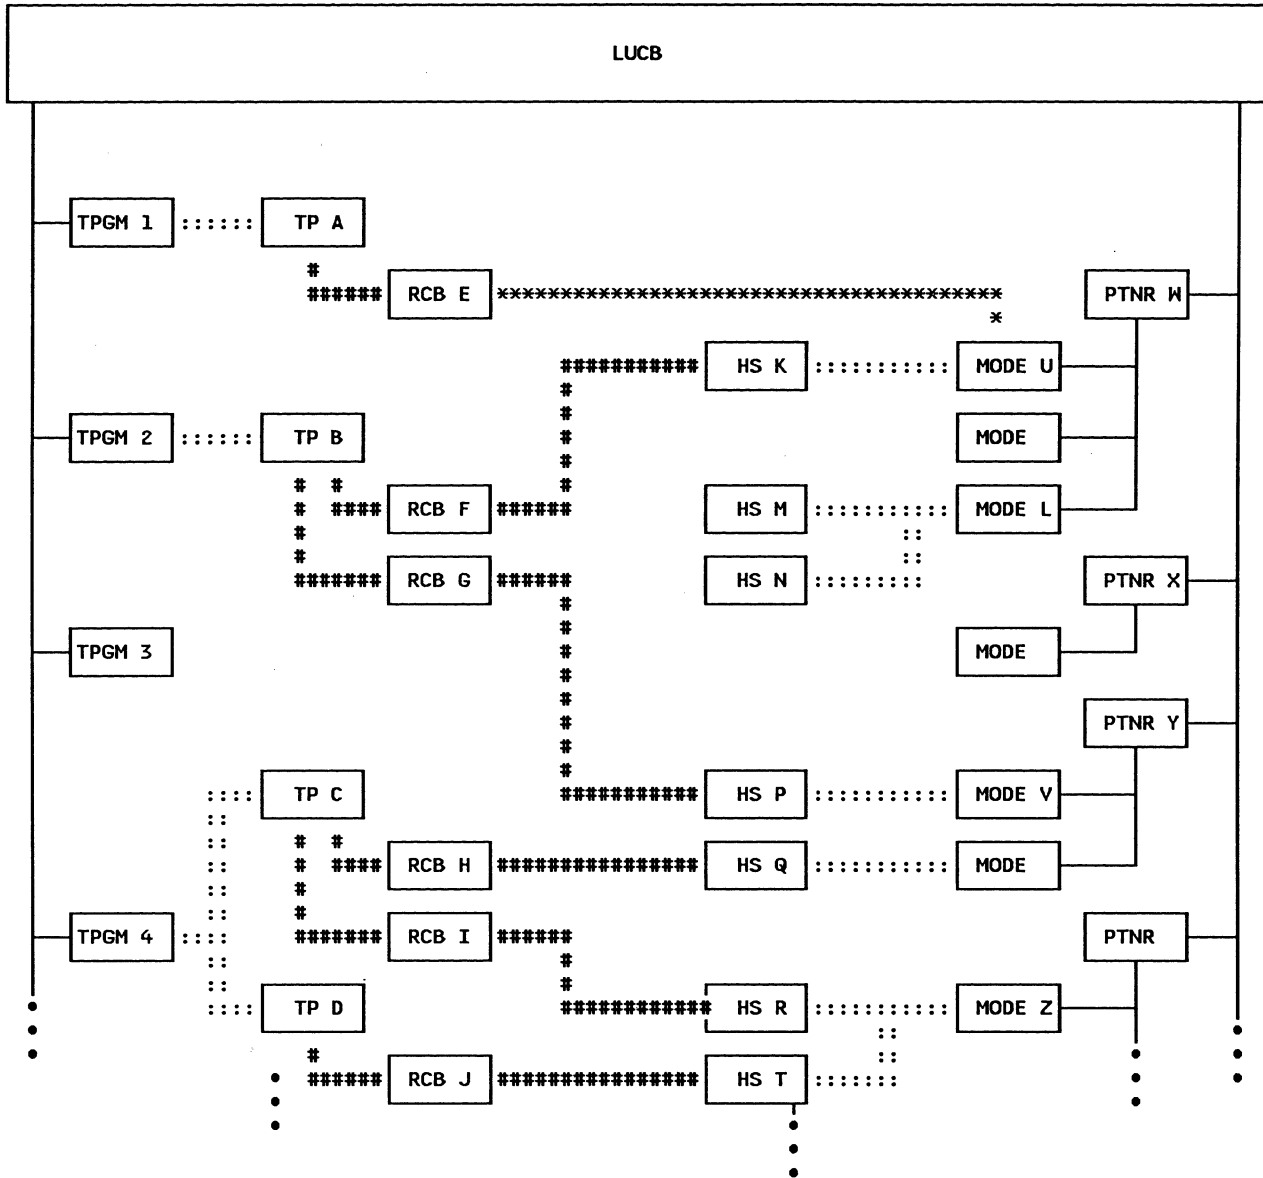 LUCB
TPGM 1 :::::: TP A
#
###### RCB E **************************************** PTNR W
*
########### HS K ::::::::::: MODE U
#
#
TPGM 2 :::::: TP B # MODE
#
# # #
# #### RCB F ###### HS M ::::::::::: MODE L
# ::
# ::
####### RCB G ###### HS N ::::::::: PTNR X
#
#
TPGM 3 # MODE
#
#
# PTNR Y
#
#
:::: TP C ########### HS P ::::::::::: MODE V
::
:: # #
:: # #### RCB H ################ HS Q ::::::::::: MODE
:: #
:: #
TPGM 4 :::: ####### RCB I ###### PTNR
:: #
:: #
:::: TP D ############ HS R ::::::::::: MODE Z
::
# ::
###### RCB J ################ HS T :::::::